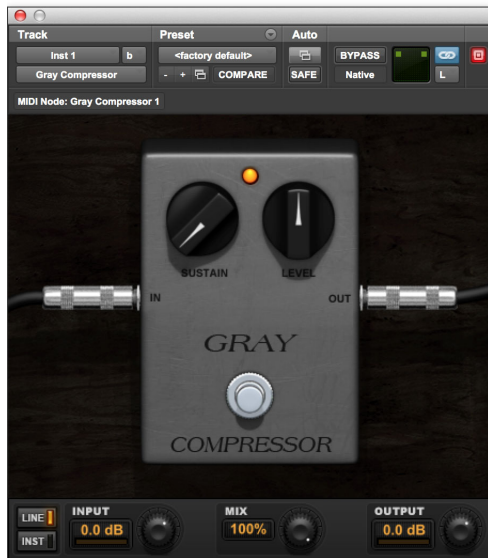 Track Preset Auto
Inst 1 b <factory default> BYPASS
Gray Compressor - + COMPARE SAFE Native L
MIDI Node: Gray Compressor 1
SUSTAIN LEVEL
IN OUT
GRAY
COMPRESSOR
LINE INPUT MIX OUTPUT
0.0 dB 100% 0.0 dB
INST